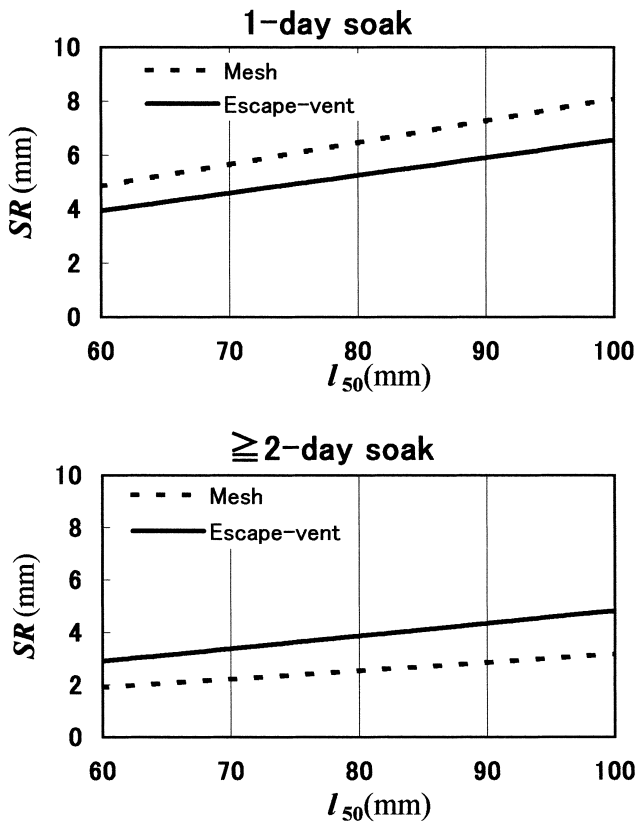 1-day soak
10
Mesh
8
Escape-vent
6
4
2
0
SR (mm)
60 70 80 90 100
l50(mm)
≧2-day soak
10
Mesh
8
Escape-vent
6
4
2
0
SR (mm)
60 70 80 90 100
l50(mm)